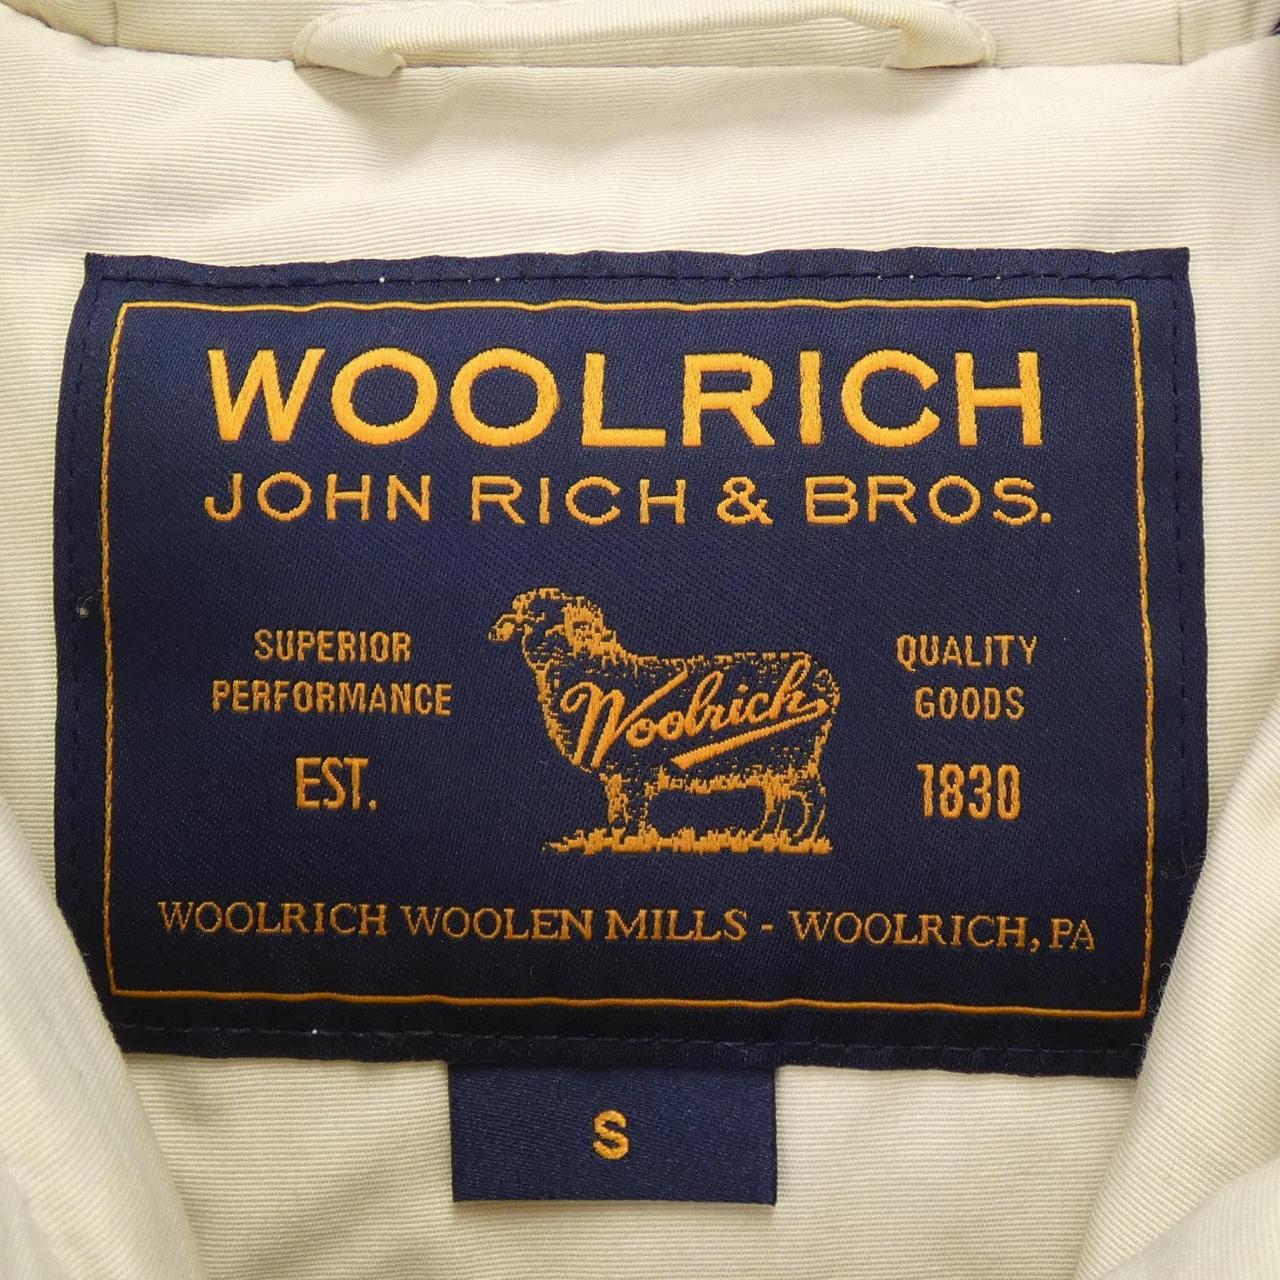 WOOLRICH
JOHN RICH & BROS.
SUPERIOR
PERFORMANCE
EST.
Woolrich
QUALITY
GOODS
1830
WOOLRICH WOOLEN MILLS - WOOLRICH, PA
S